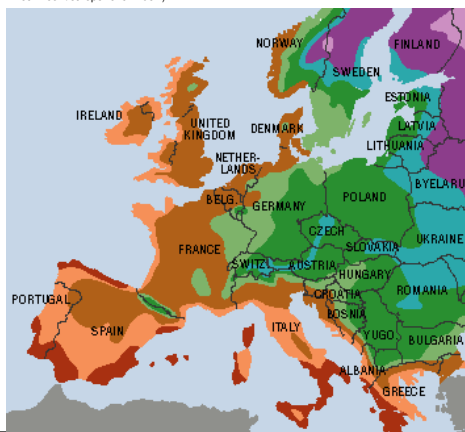 NORWAY
FINLAND
SWEDEN
ESTONIA
IRELAND
UNITED
KINGDOM
DENMARK
LATVIA
LITHUANIA
NETHER-
LANDS
BYELARU
BELG.
GERMANY
POLAND
CZECH
UKRAINE
SLOVAKIA
FRANCE
SWITZ.
AUSTRIA
HUNGARY
ROMANIA
CROATIA
BOSNIA
PORTUGAL
SPAIN
ITALY
YUGO
BULGARIA
ALBANIA
GREECE